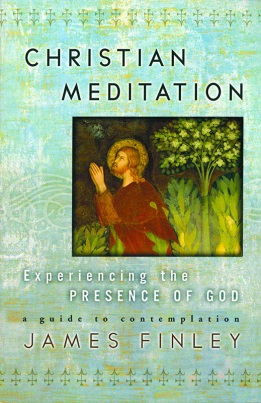 CHRISTIAN
MEDITATION
Experiencing the
PRESENCE OF GOD
a guide to contemplation
JAMES FINLEY